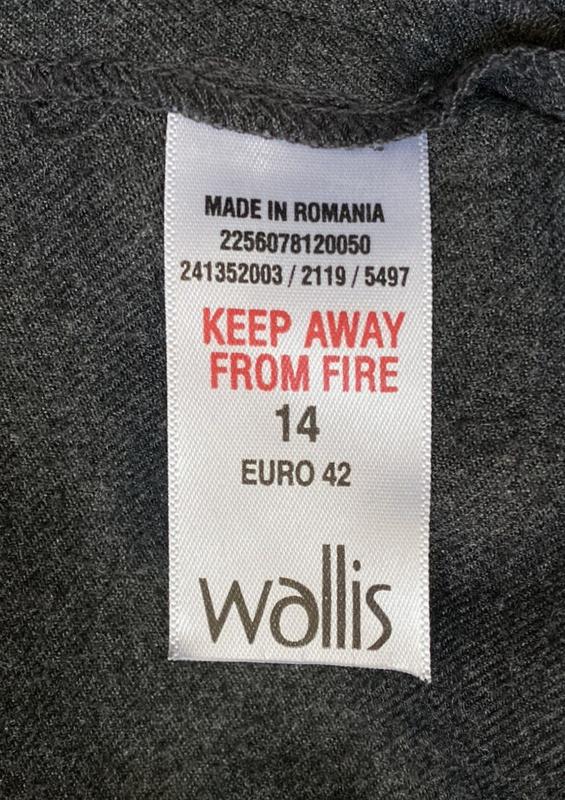 MADE IN ROMANIA
2256078120050
241352003 / 2119 / 5497
KEEP AWAY
FROM FIRE
14
EURO 42
wallis